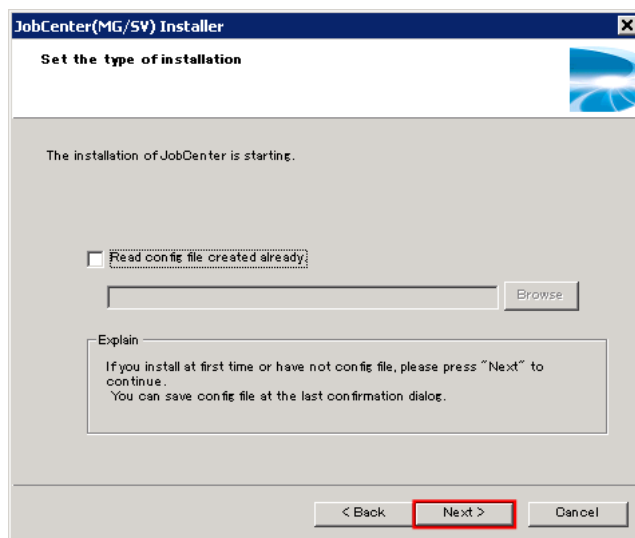 JobCenter(MG/SV) Installer
Set the type of installation
The installation of JobCenter is starting.
Read config file created already.
Browse
Explain
If you install at first time or have not config file, please press "Next" to
continue.
You can save config file at the last confirmation dialog.
< Back
Next >
Cancel